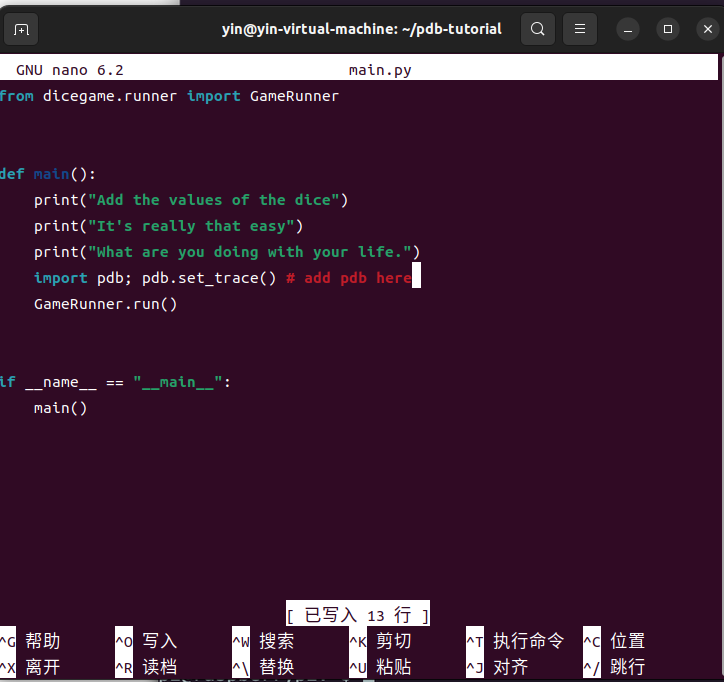 yin@yin-virtual-machine: ~/pdb-tutorial
GNU nano 6.2 main.py
from dicegame.runner import GameRunner
def main():
print("Add the values of the dice")
print("It's really that easy")
print("What are you doing with your life.")
import pdb; pdb.set_trace() # add pdb here
GameRunner.run()
if __name__ == "__main__":
main()
[ 已写入 13 行 ]
^G 帮助 ^O 写入 ^W 搜索 ^K 剪切 ^T 执行命令 ^C 位置
^X 离开 ^R 读档 ^\ 替换 ^U 粘贴 ^J 对齐 ^/ 跳行